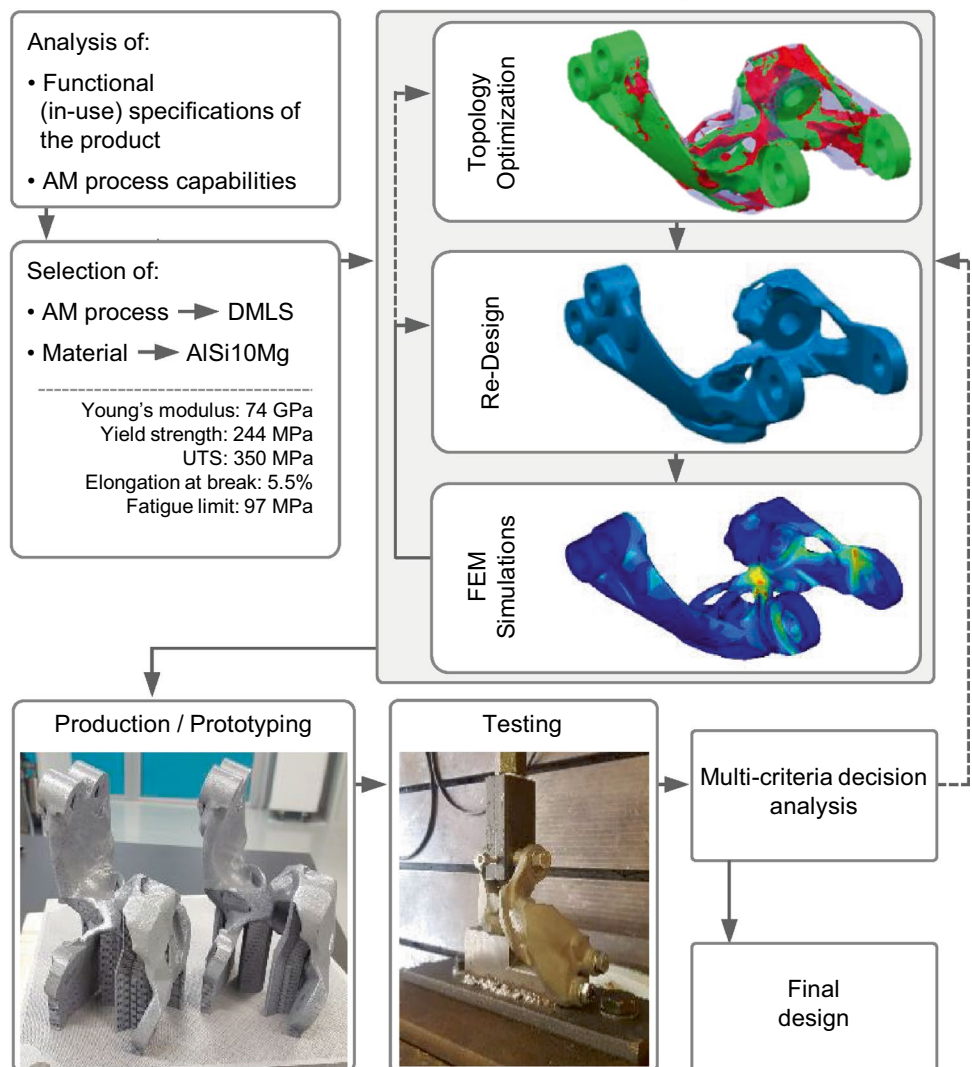 Analysis of:
• Functional
(in-use) specifications of
the product
• AM process capabilities
Selection of:
• AM process DMLS
• Material AlSi10Mg
Young's modulus: 74 GPa
Yield strength: 244 MPa
UTS: 350 MPa
Elongation at break: 5.5%
Fatigue limit: 97 MPa
Topology
Optimization
Re-Design
FEM
Simulations
Production / Prototyping
Testing
Multi-criteria decision
analysis
Final
design